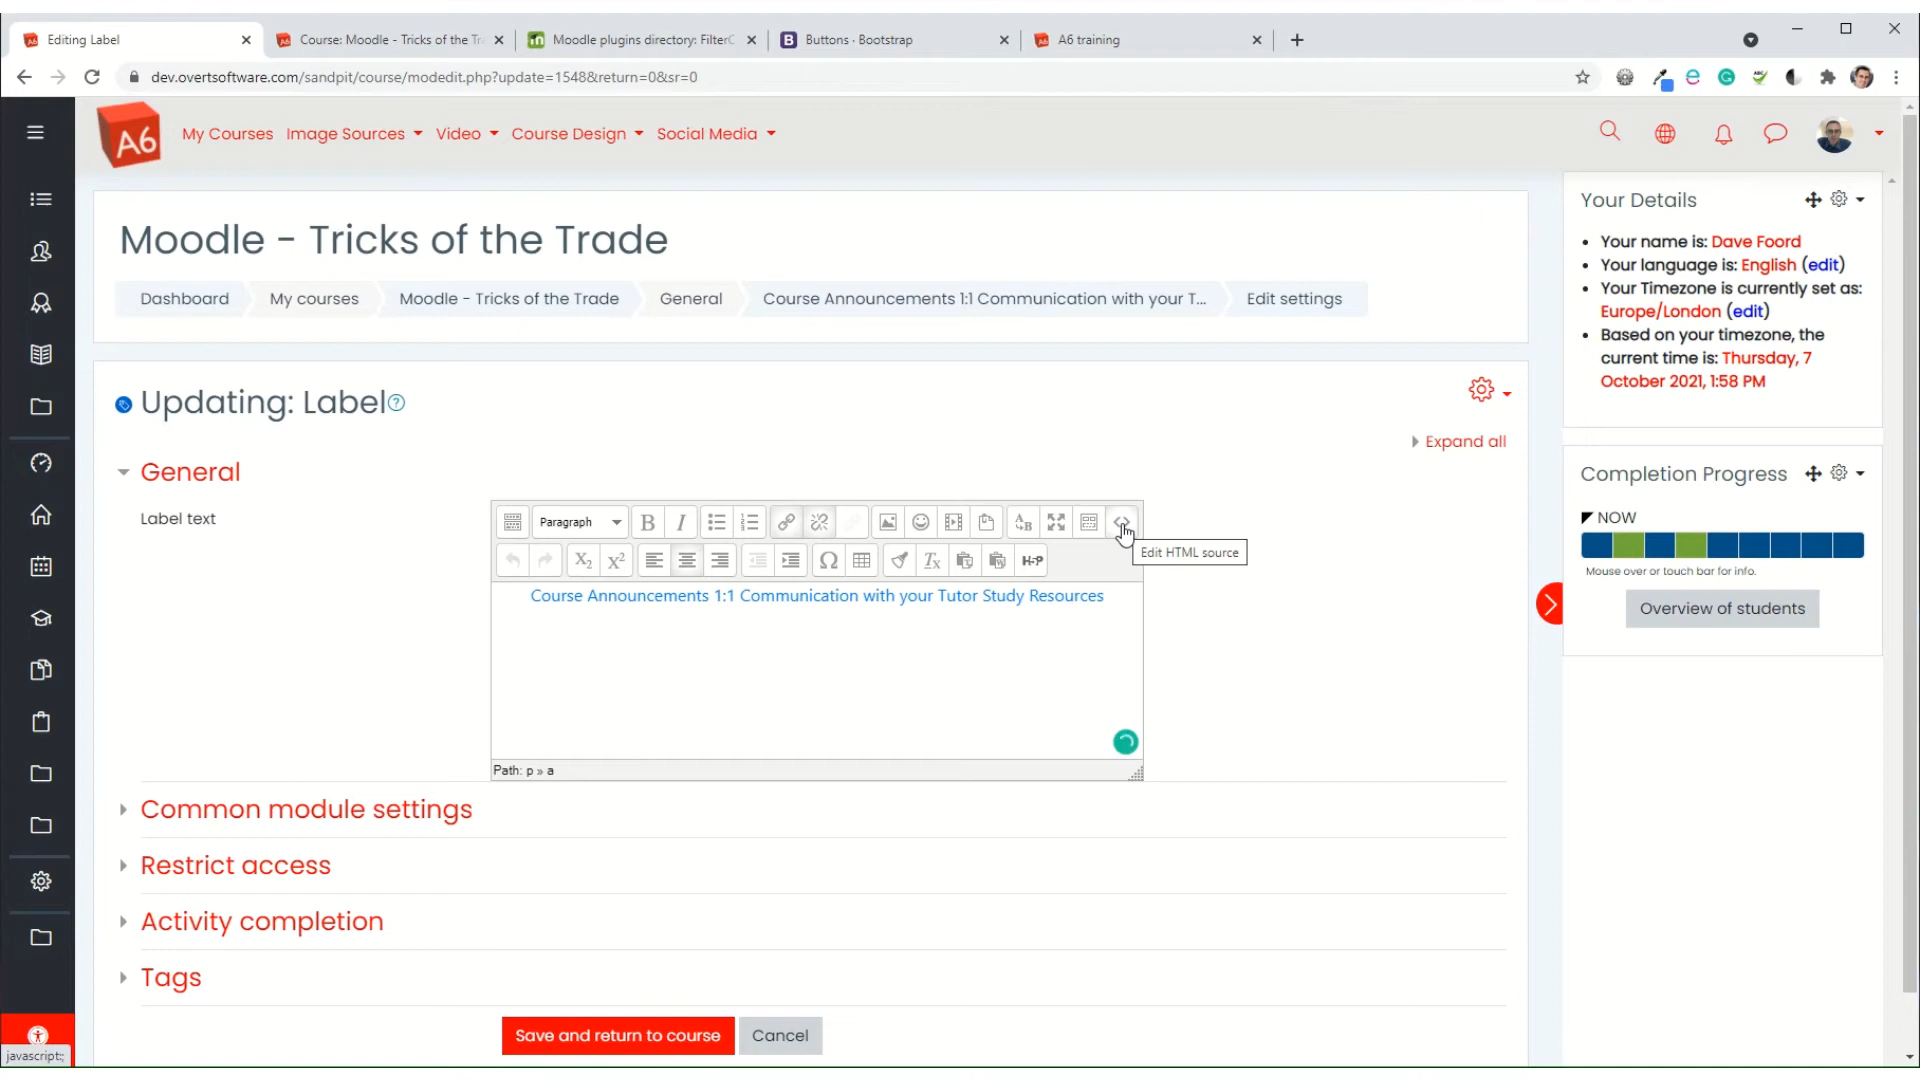 Editing Label
Course: Moodle - Tricks of the Tr
Moodle plugins directory: FilterC
B
Buttons · Bootstrap
A6 training
dev.overtsoftware.com/sandpit/course/modedit.php?update=1548&return=0&sr=0
A6
My Courses
Image Sources
Video
Course Design
Social Media
Moodle - Tricks of the Trade
Dashboard
My courses
Moodle - Tricks of the Trade
General
Course Announcements 1:1 Communication with your T...
Edit settings
Updating: Label
Expand all
General
Label text
Paragraph
B
I
Edit HTML source
X2
X2
Ω
Tx
H-P
Course Announcements 1:1 Communication with your Tutor Study Resources
Path: p » a
Common module settings
Restrict access
Activity completion
Tags
Save and return to course
Cancel
javascript:;
Your Details
Your name is: Dave Foord
Your language is: English (edit)
Your Timezone is currently set as:
Europe/London (edit)
Based on your timezone, the
current time is: Thursday, 7
October 2021, 1:58 PM
Completion Progress
NOW
Mouse over or touch bar for info.
Overview of students